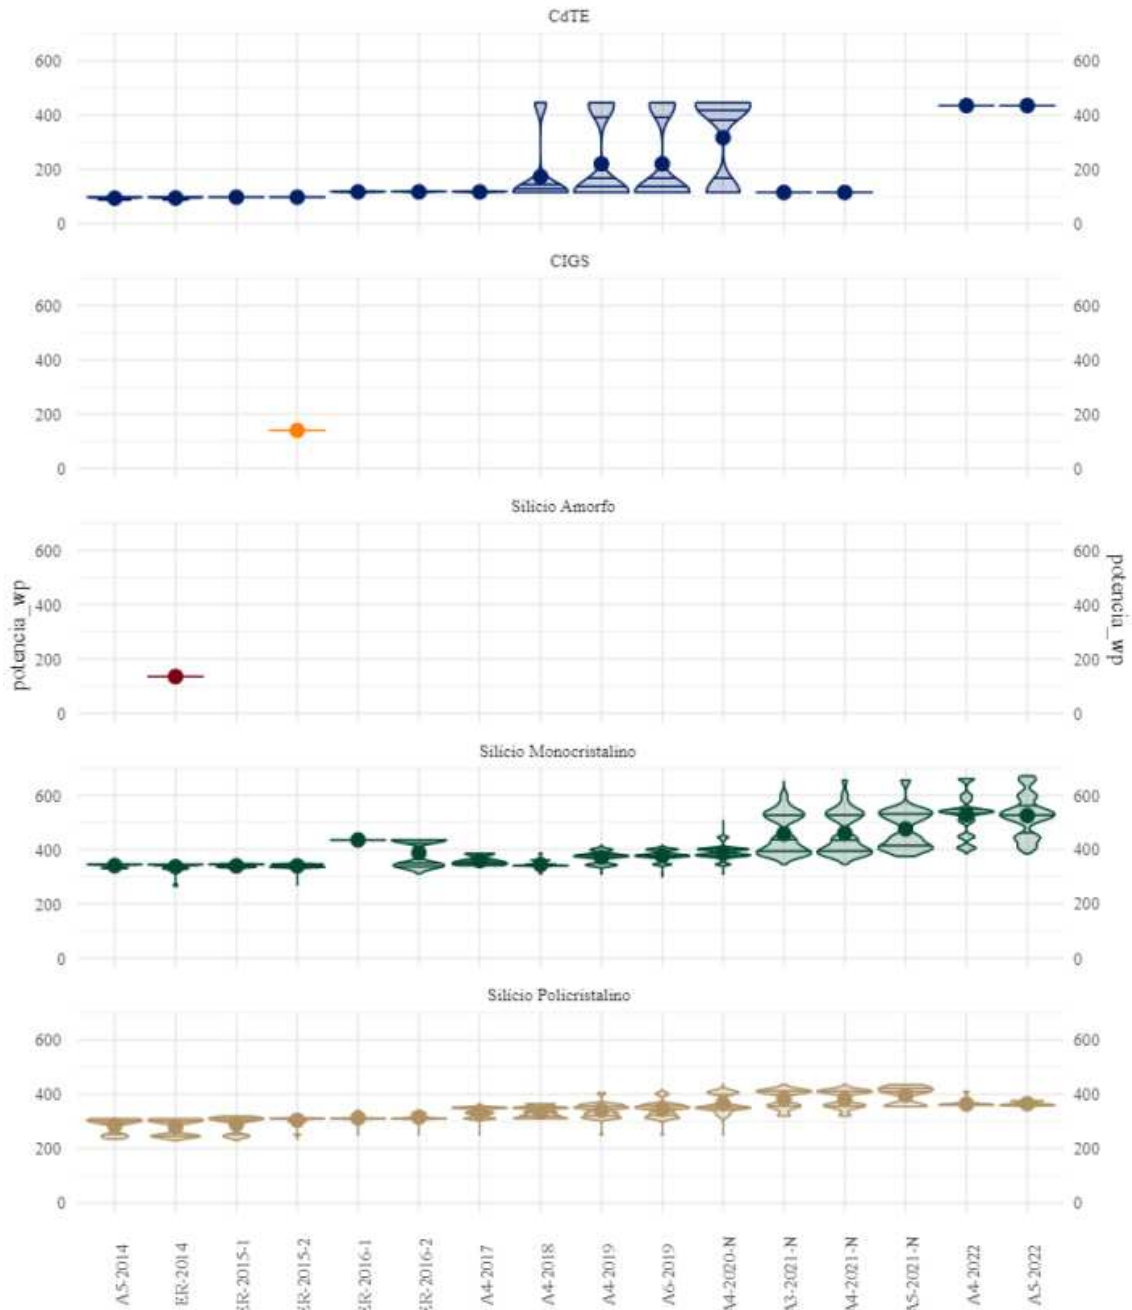 CdTE
600 600
400 400
200 200
0 0
CIGS
600 600
400 400
200 200
0 0
Silício Amorfo
600 600
400 400
200 200
0 0
potencia_wp
potencia_wp
Silício Monocristalino
600 600
400 400
200 200
0 0
Silício Policristalino
600 600
400 400
200 200
0 0
A5-2014
ER-2014
ER-2015-1
ER-2015-2
ER-2016-1
ER-2016-2
A4-2017
A4-2018
A4-2019
A6-2019
A4-2020-N
A3-2021-N
A4-2021-N
A5-2021-N
A4-2022
A5-2022